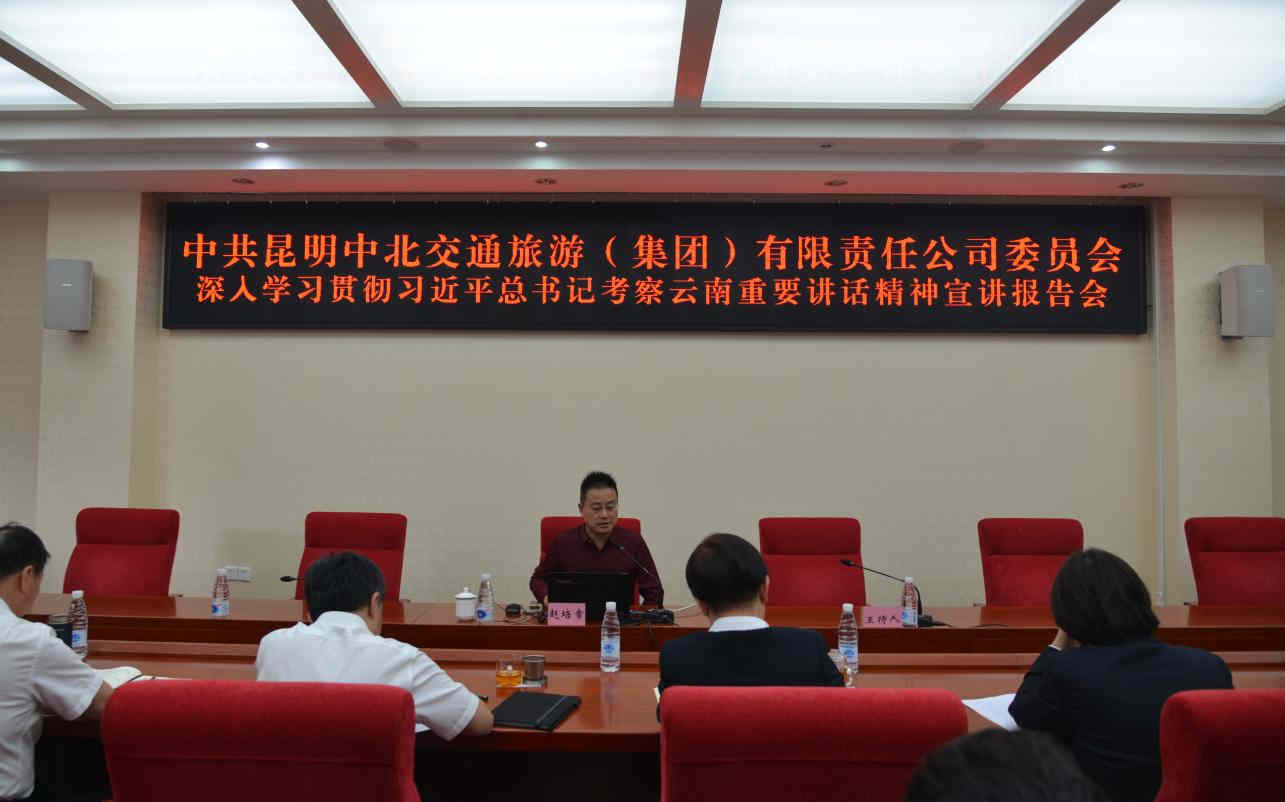 中共昆明中北交通旅游（集团）有限责任公司委员会
深入学习贯彻习近平总书记考察云南重要讲话精神宣讲报告会
赵培章
主持人